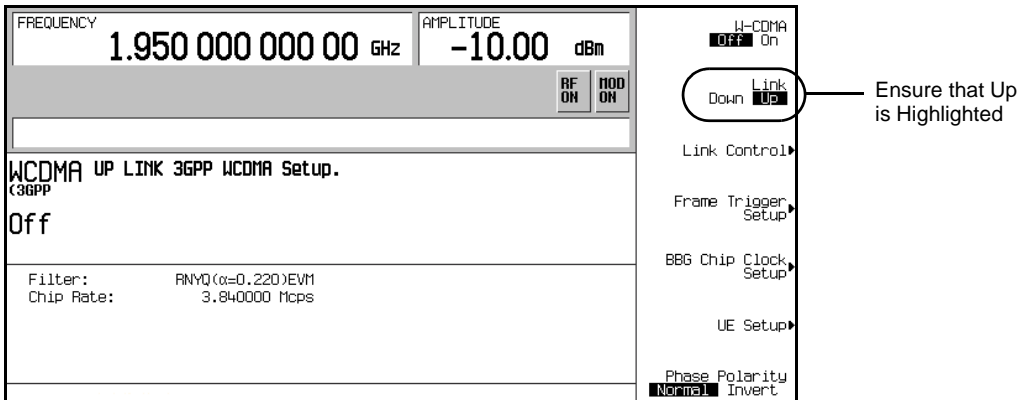 FREQUENCY
1.950 000 000 00 GHz
AMPLITUDE
-10.00 dBm
RF ON
MOD ON
WCDMA UP LINK 3GPP WCDMA Setup.
(3GPP
Off
Filter: RNYQ(α=0.220)EVM
Chip Rate: 3.840000 Mcps
W-CDMA
Off On
Link
Down Up
Link Control
Frame Trigger
Setup
BBG Chip Clock
Setup
UE Setup
Phase Polarity
Normal Invert
Ensure that Up
is Highlighted